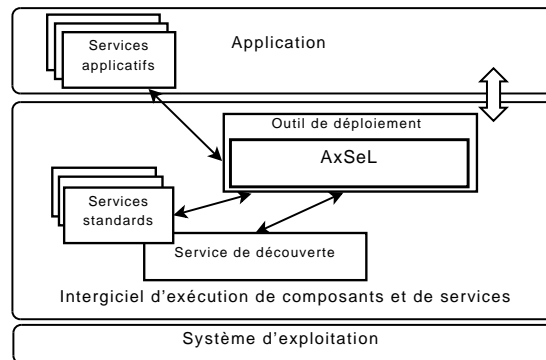 Services
applicatifs
Application
Outil de déploiement
AxSeL
Services
standards
Service de découverte
Intergiciel d'exécution de composants et de services
Système d'exploitation